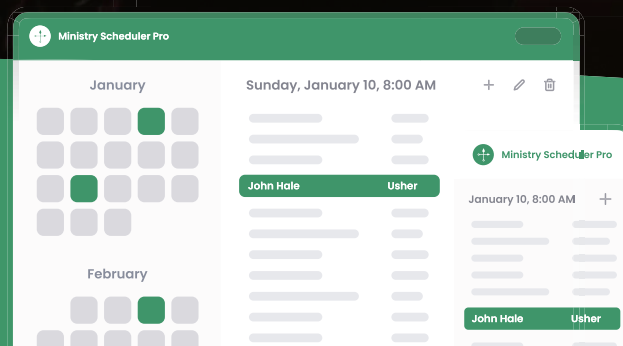 Ministry Scheduler Pro
January
Sunday, January 10, 8:00 AM
John Hale Usher
February
Ministry Scheduler Pro
January 10, 8:00 AM
John Hale Usher